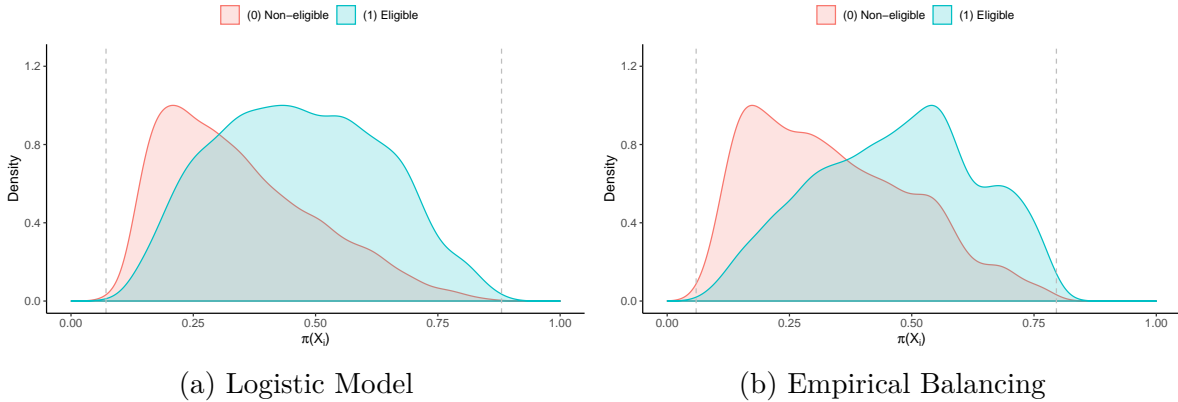 (0) Non-eligible (1) Eligible
1.2
0.8
0.4
0.0
Density
0.00 0.25 0.50 0.75 1.00
π(Xᵢ)
(a) Logistic Model
(0) Non-eligible (1) Eligible
1.2
0.8
0.4
0.0
Density
0.00 0.25 0.50 0.75 1.00
π(Xᵢ)
(b) Empirical Balancing